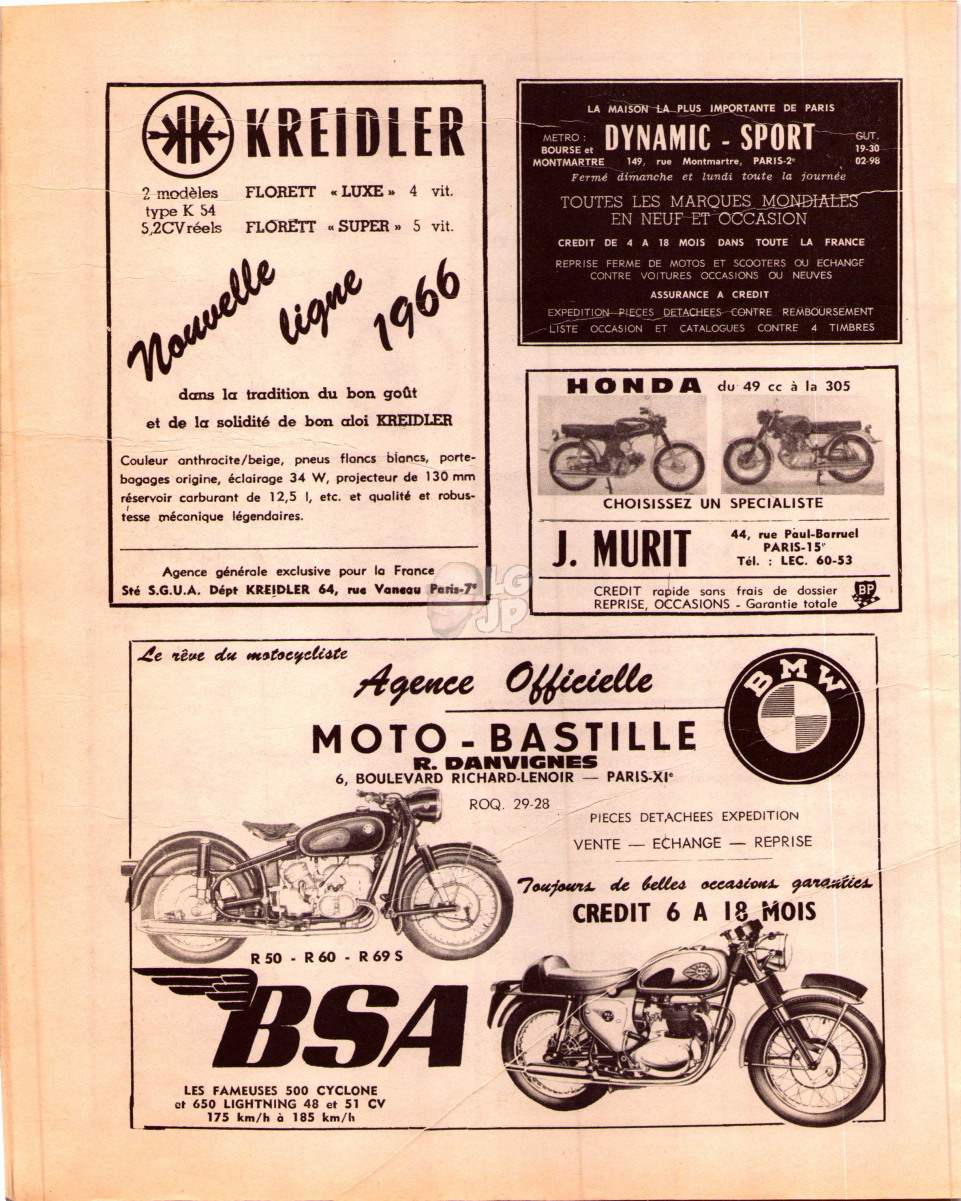 KREIDLER
2 modèles
type K 54
5,2CV réels
FLORETT « LUXE » 4 vit.
FLORETT « SUPER » 5 vit.
Nouvelle
ligne
1966
dans la tradition du bon goût
et de la solidité de bon aloi KREIDLER
Couleur anthracite/beige, pneus flancs blancs, porte-
bagages origine, éclairage 34 W, projecteur de 130 mm
réservoir carburant de 12,5 l, etc. et qualité et robus-
tesse mécanique légendaires.
Agence générale exclusive pour la France
Sté S.G.U.A. Dépt KREIDLER 64, rue Vaneau Paris-7e
LA MAISON LA PLUS IMPORTANTE DE PARIS
METRO :
BOURSE et
MONTMARTRE
DYNAMIC - SPORT
149, rue Montmartre, PARIS-2e
GUT.
19-30
02-98
Fermé dimanche et lundi toute la journée
TOUTES LES MARQUES MONDIALES
EN NEUF ET OCCASION
CREDIT DE 4 A 18 MOIS DANS TOUTE LA FRANCE
REPRISE FERME DE MOTOS ET SCOOTERS OU ECHANGE
CONTRE VOITURES OCCASIONS OU NEUVES
ASSURANCE A CREDIT
EXPEDITION PIECES DETACHEES CONTRE REMBOURSEMENT
LISTE OCCASION ET CATALOGUES CONTRE 4 TIMBRES
HONDA du 49 cc à la 305
CHOISISSEZ UN SPECIALISTE
J. MURIT
44, rue Paul-Barruel
PARIS-15e
Tél. : LEC. 60-53
CREDIT rapide sans frais de dossier
REPRISE, OCCASIONS - Garantie totale
BP
LG
JP
Le rêve du motocycliste
Agence Officielle
BMW
MOTO - BASTILLE
R. DANVIGNES
6, BOULEVARD RICHARD-LENOIR — PARIS-XIe
ROQ. 29-28
PIECES DETACHEES EXPEDITION
VENTE — ECHANGE — REPRISE
Toujours de belles occasions garanties
CREDIT 6 A 18 MOIS
R 50 - R 60 - R 69 S
BSA
LES FAMEUSES 500 CYCLONE
et 650 LIGHTNING 48 et 51 CV
175 km/h à 185 km/h